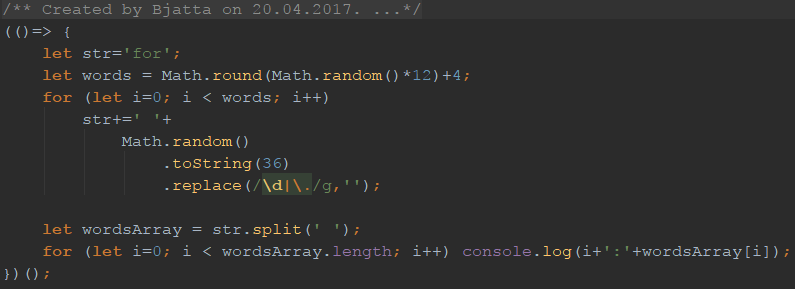 /** Created by Bjatta on 20.04.2017. ...*/
(()=> {
    let str='for';
    let words = Math.round(Math.random()*12)+4;
    for (let i=0; i < words; i++)
        str+=' '+
            Math.random()
                .toString(36)
                .replace(/\d|\./g,'');

    let wordsArray = str.split(' ');
    for (let i=0; i < wordsArray.length; i++) console.log(i+':'+wordsArray[i]);
})();